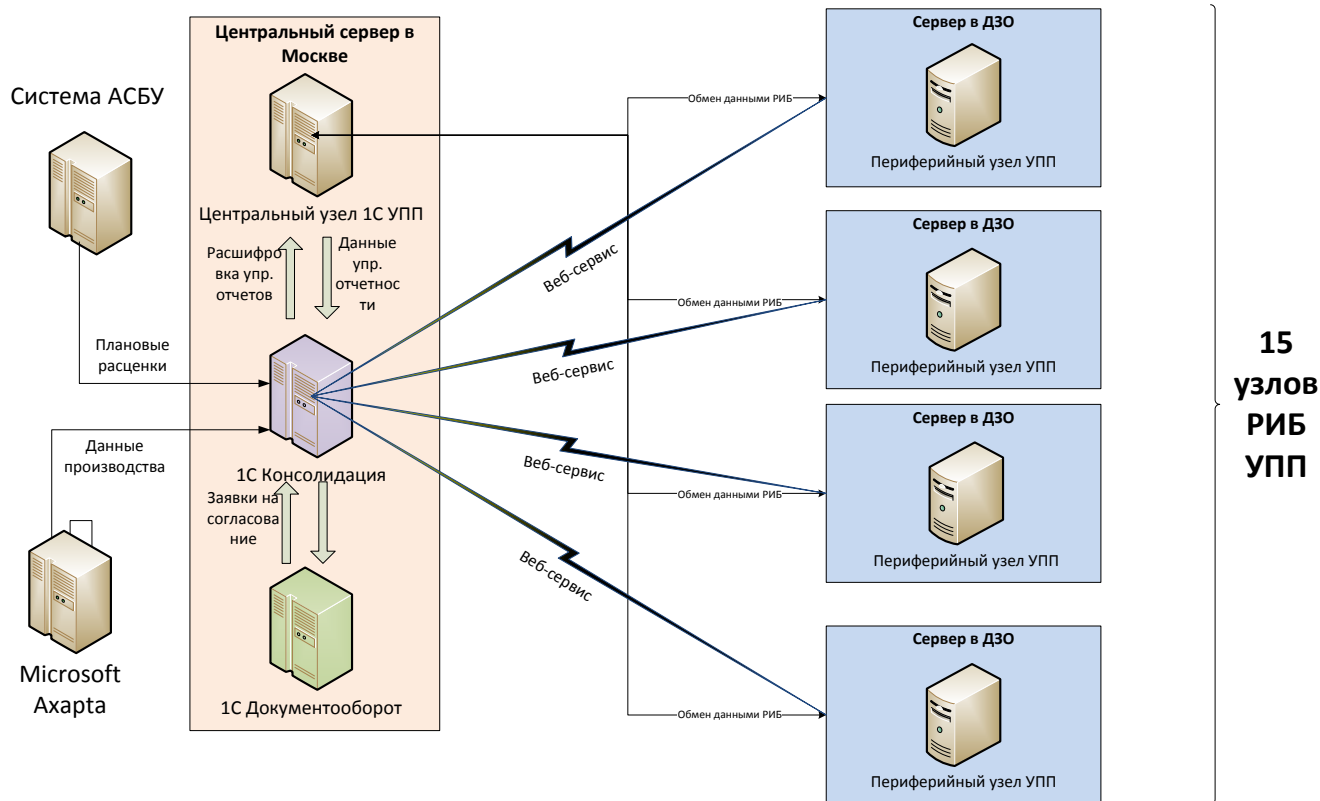 Центральный сервер в
Москве
Система АСБУ
Центральный узел 1С УПП
Расшифро
вка упр.
отчетов
Данные
упр.
отчетнос
ти
Плановые
расценки
Данные
производства
1С Консолидация
Заявки на
согласова
ние
Microsoft
Axapta
1С Документооборот
Веб-сервис
Веб-сервис
Веб-сервис
Веб-сервис
Обмен данными РИБ
Обмен данными РИБ
Обмен данными РИБ
Обмен данными РИБ
Сервер в ДЗО
Периферийный узел УПП
Сервер в ДЗО
Периферийный узел УПП
Сервер в ДЗО
Периферийный узел УПП
Сервер в ДЗО
Периферийный узел УПП
15
узлов
РИБ
УПП